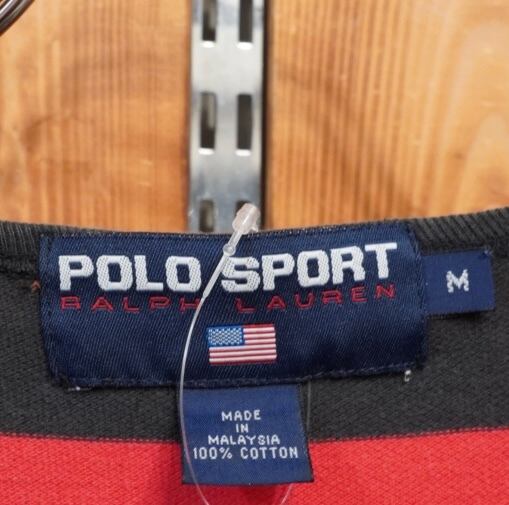 POLO SPORT
RALPH LAUREN
M
MADE
IN
MALAYSIA
100% COTTON